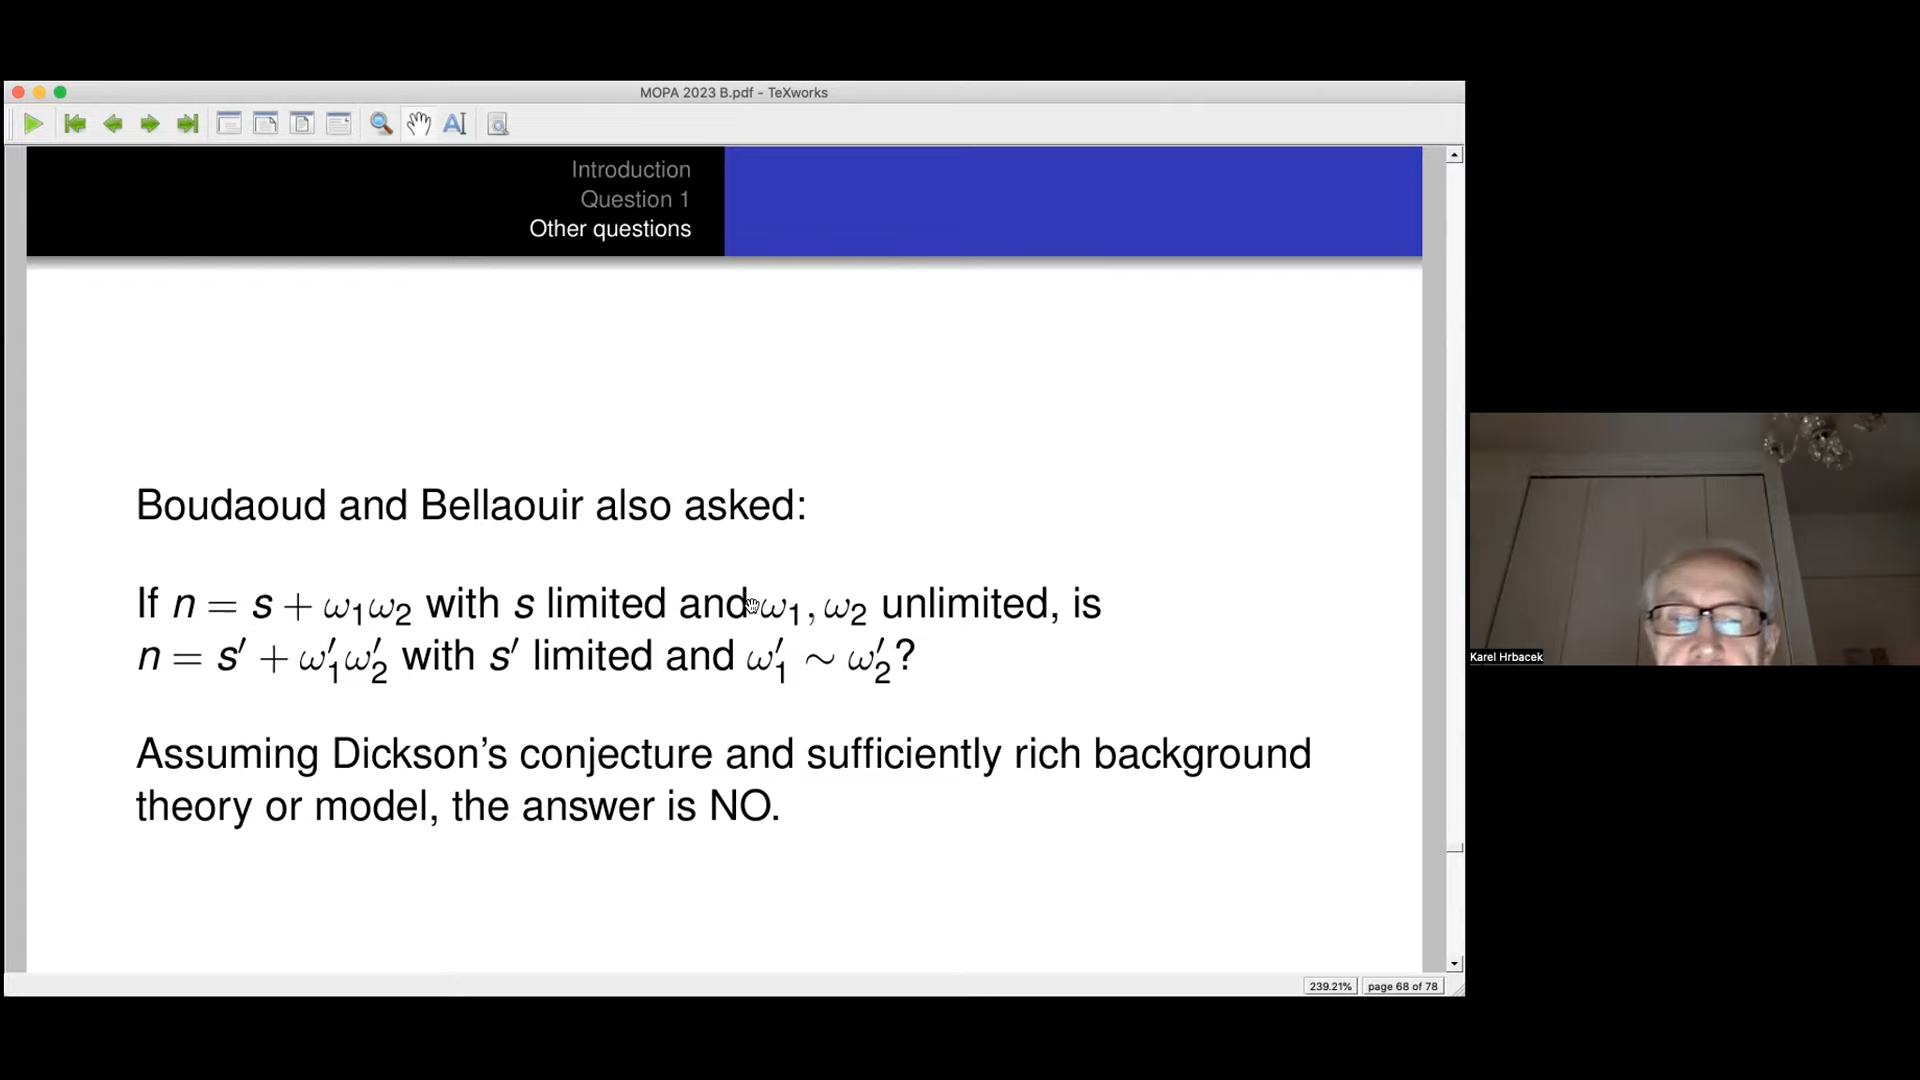 MOPA 2023 B.pdf - TeXworks
Introduction
Question 1
Other questions
Boudaoud and Bellaouir also asked:
If n = s + ω₁ω₂ with s limited and ω₁, ω₂ unlimited, is
n = s′ + ω′₁ω′₂ with s′ limited and ω′₁ ∼ ω′₂?
Assuming Dickson's conjecture and sufficiently rich background
theory or model, the answer is NO.
Karel Hrbacek
239.21%
page 68 of 78